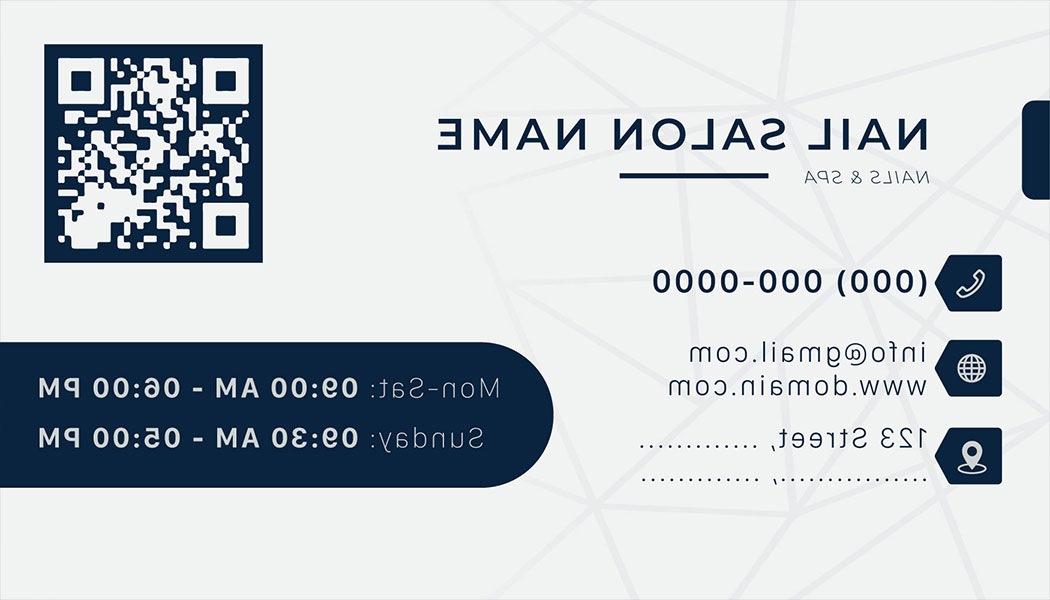 NAIL SALON NAME
NAILS & SPA
(000) 000-0000
info@gmail.com
www.domain.com
123 Street, .............
................., .............
Mon-Sat: 09:00 AM - 06:00 PM
Sunday: 09:30 AM - 05:00 PM